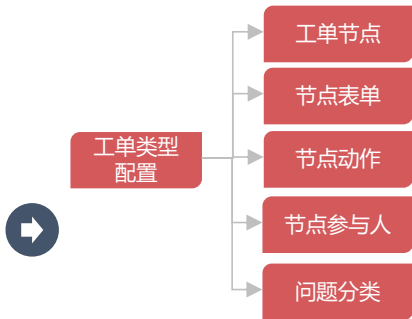 工单节点
节点表单
工单类型
配置
节点动作
节点参与人
问题分类